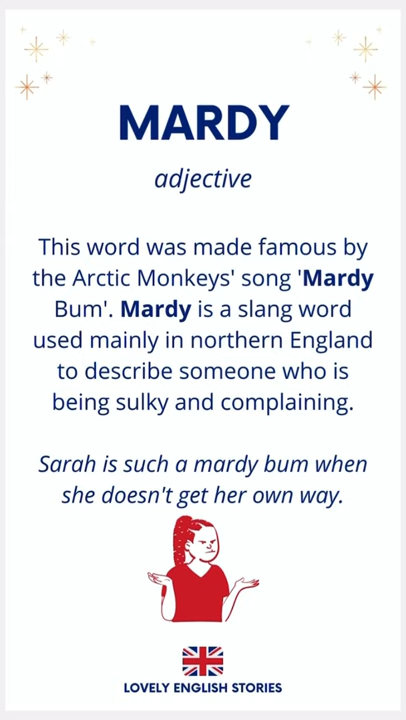 MARDY
adjective
This word was made famous by
the Arctic Monkeys' song 'Mardy
Bum'. Mardy is a slang word
used mainly in northern England
to describe someone who is
being sulky and complaining.
Sarah is such a mardy bum when
she doesn't get her own way.
LOVELY ENGLISH STORIES